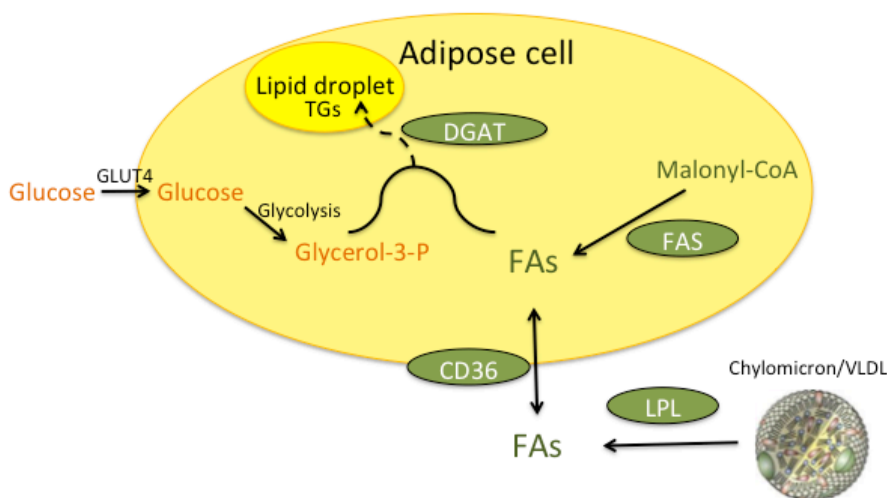 Adipose cell
Lipid droplet
TGs
DGAT
GLUT4
Glucose
Glucose
Malonyl-CoA
Glycolysis
Glycerol-3-P
FAs
FAS
CD36
Chylomicron/VLDL
LPL
FAs